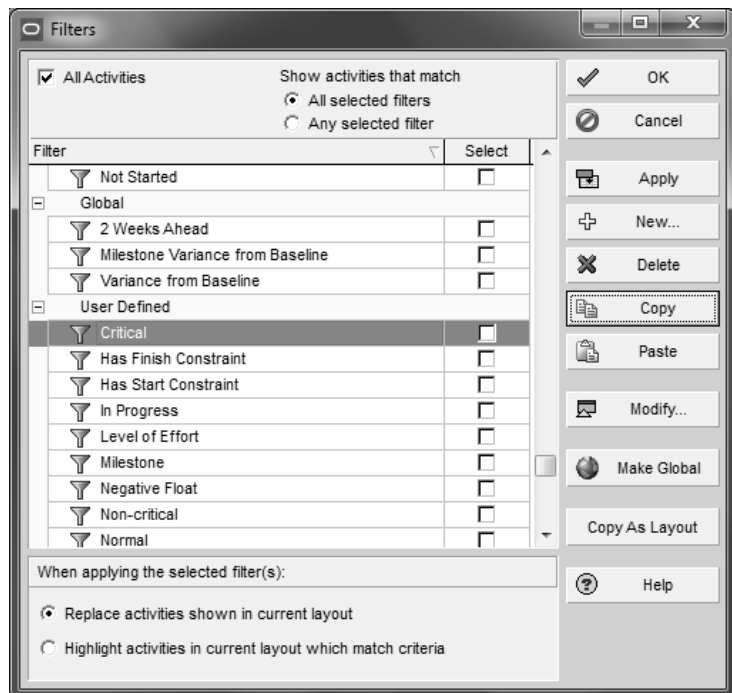 Filters
All Activities
Show activities that match
All selected filters
Any selected filter
Filter Select
Not Started
Global
2 Weeks Ahead
Milestone Variance from Baseline
Variance from Baseline
User Defined
Critical
Has Finish Constraint
Has Start Constraint
In Progress
Level of Effort
Milestone
Negative Float
Non-critical
Normal
When applying the selected filter(s):
Replace activities shown in current layout
Highlight activities in current layout which match criteria
OK
Cancel
Apply
New...
Delete
Copy
Paste
Modify...
Make Global
Copy As Layout
Help